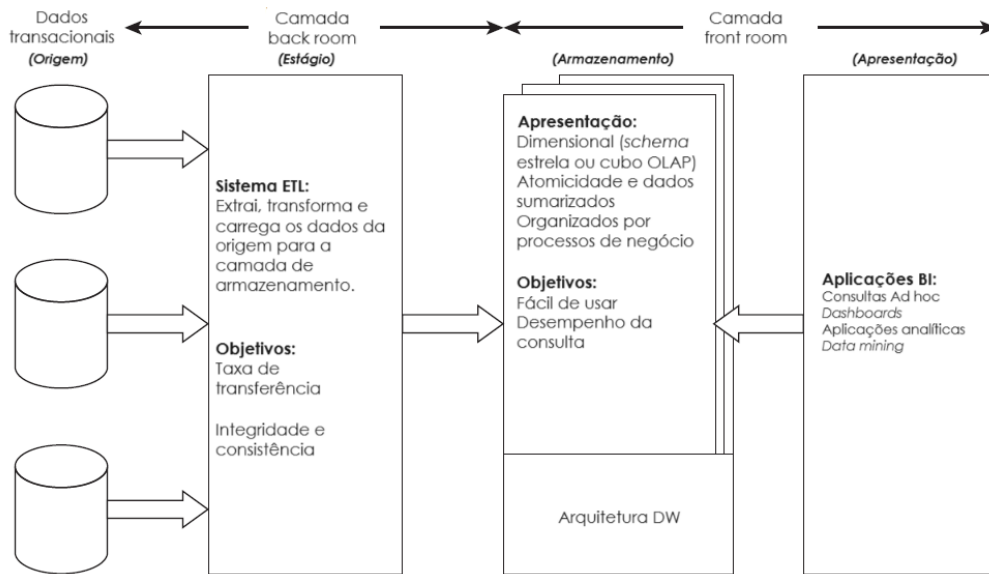 Dados
transacionais
(Origem)
Camada
back room
(Estágio)
Camada
front room
(Armazenamento)
(Apresentação)
Sistema ETL:
Extrai, transforma e
carrega os dados da
origem para a
camada de
armazenamento.
Objetivos:
Taxa de
transferência
Integridade e
consistência
Apresentação:
Dimensional (schema
estrela ou cubo OLAP)
Atomicidade e dados
sumarizados
Organizados por
processos de negócio
Objetivos:
Fácil de usar
Desempenho da
consulta
Arquitetura DW
Aplicações BI:
Consultas Ad hoc
Dashboards
Aplicações analíticas
Data mining